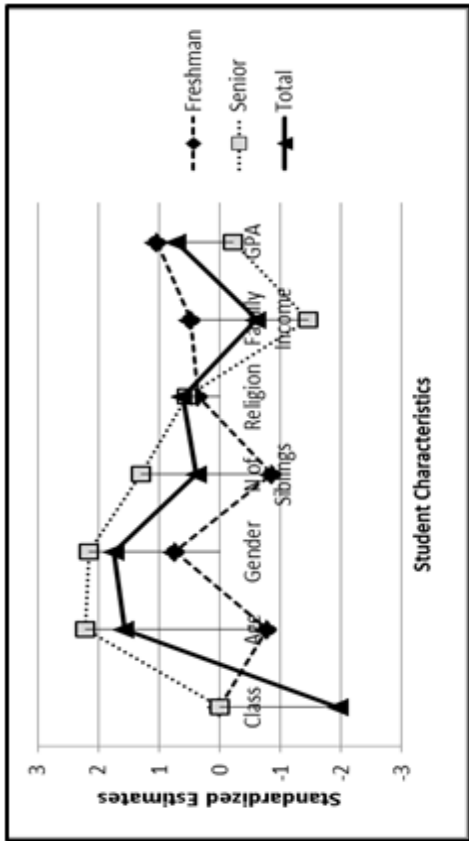 3
2
1
0
-1
-2
-3
Standardized Estimates
Class
Age
Gender
N of
Siblings
Religion
Family
Income
GPA
Student Characteristics
Freshman
Senior
Total